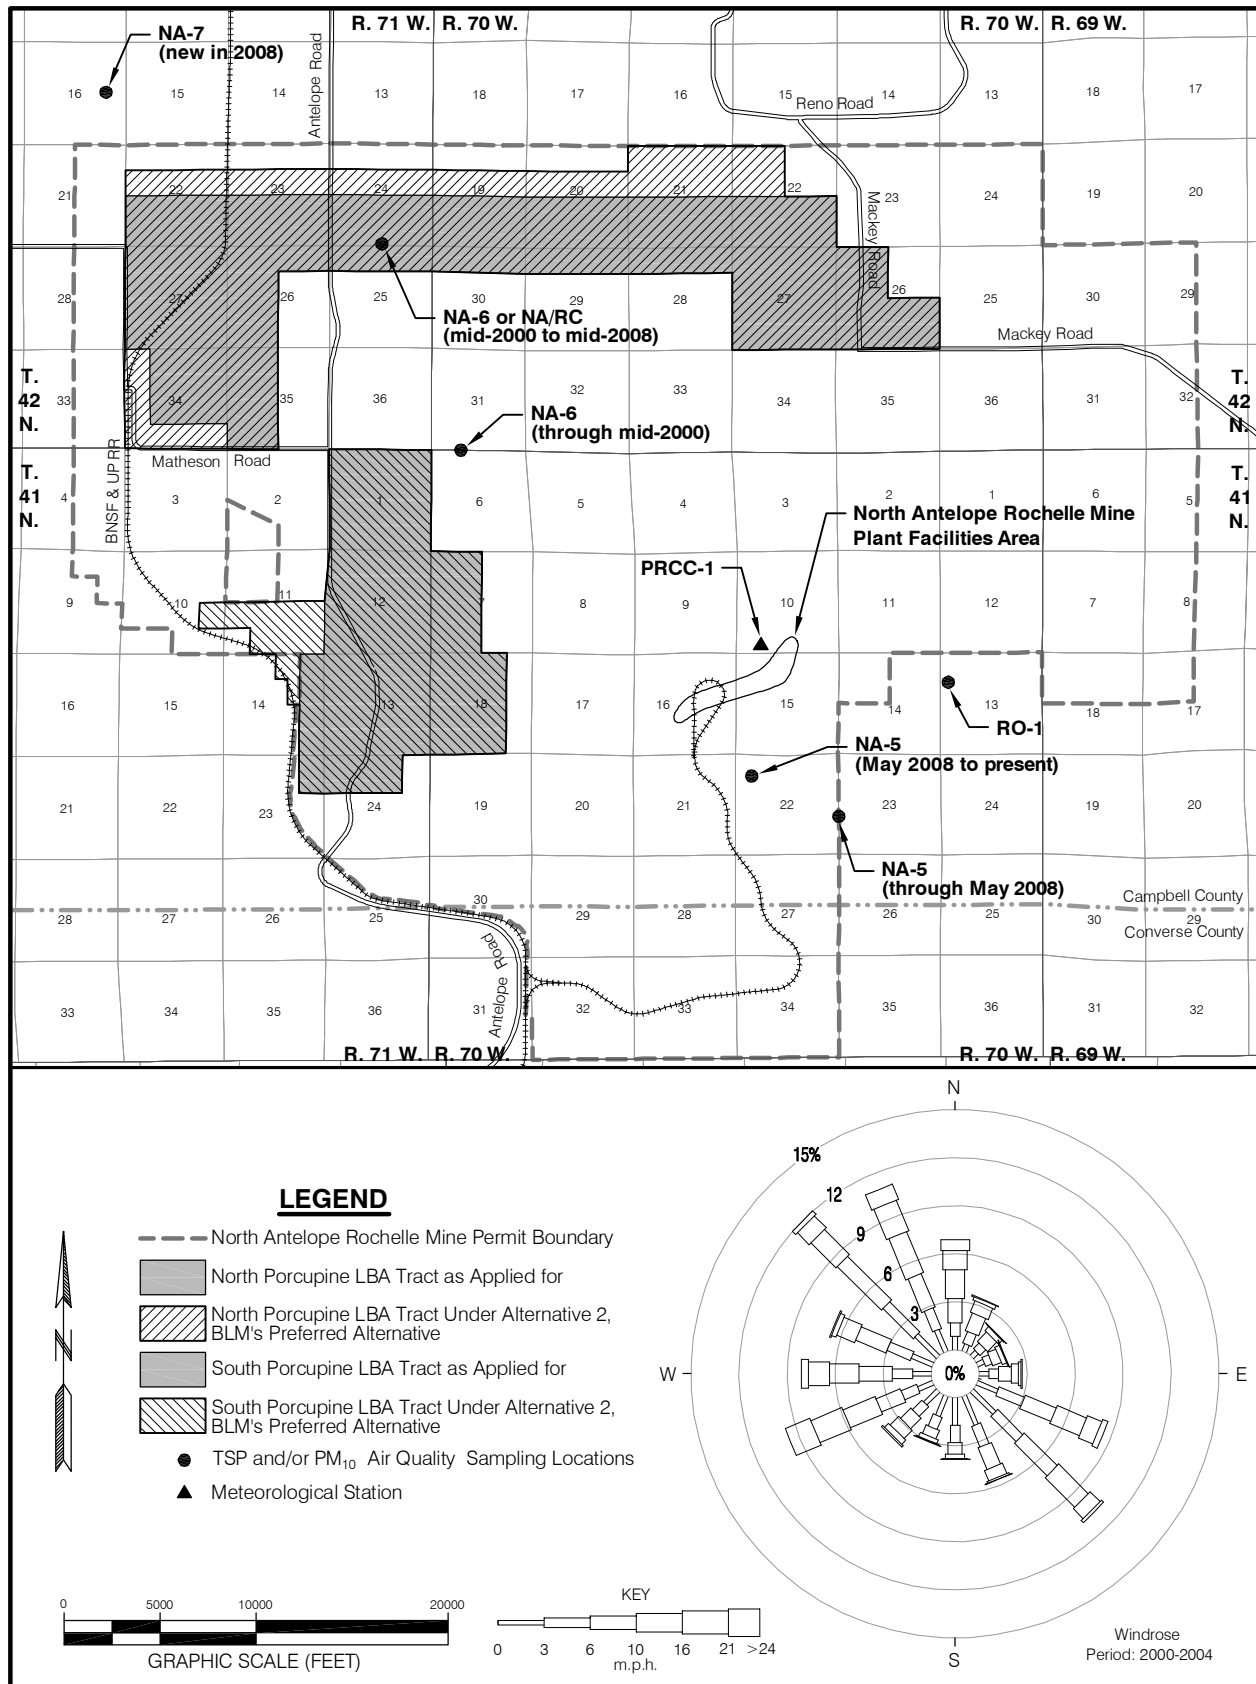 R. 71 W. R. 70 W.
R. 70 W. R. 69 W.
NA-7
(new in 2008)
Antelope Road
16 15 14 13 18 17 16 15 14 13 18 17
Reno Road
21 22 23 24 19 20 21 22 23 24 19 20
Mackey Road
28 27 26 25 30 29 28 27 26 25 30 29
NA-6 or NA/RC
(mid-2000 to mid-2008)
Mackey Road
T.
42
N.
T.
42
N.
33 34 35 36 31 32 33 34 35 36 31 32
NA-6
(through mid-2000)
Matheson Road
BNSF & UP RR
T.
41
N.
T.
41
N.
4 3 2 1 6 5 4 3 2 1 6 5
North Antelope Rochelle Mine
Plant Facilities Area
PRCC-1
9 10 11 12 7 8 9 10 11 12 7 8
16 15 14 13 18 17 16 15 14 13 18 17
RO-1
NA-5
(May 2008 to present)
21 22 23 24 19 20 21 22 23 24 19 20
NA-5
(through May 2008)
Campbell County
28 27 26 25 30 29 28 27 26 25 30 29
Converse County
Antelope Road
33 34 35 36 31 32 33 34 35 36 31 32
R. 71 W. R. 70 W.
R. 70 W. R. 69 W.
LEGEND
North Antelope Rochelle Mine Permit Boundary
North Porcupine LBA Tract as Applied for
North Porcupine LBA Tract Under Alternative 2,
BLM's Preferred Alternative
South Porcupine LBA Tract as Applied for
South Porcupine LBA Tract Under Alternative 2,
BLM's Preferred Alternative
TSP and/or PM10 Air Quality Sampling Locations
Meteorological Station
N
0 5000 10000 20000
GRAPHIC SCALE (FEET)
N
15%
12
9
6
3
W 0% E
S
KEY
0 3 6 10 16 21 >24
m.p.h.
Windrose
Period: 2000-2004